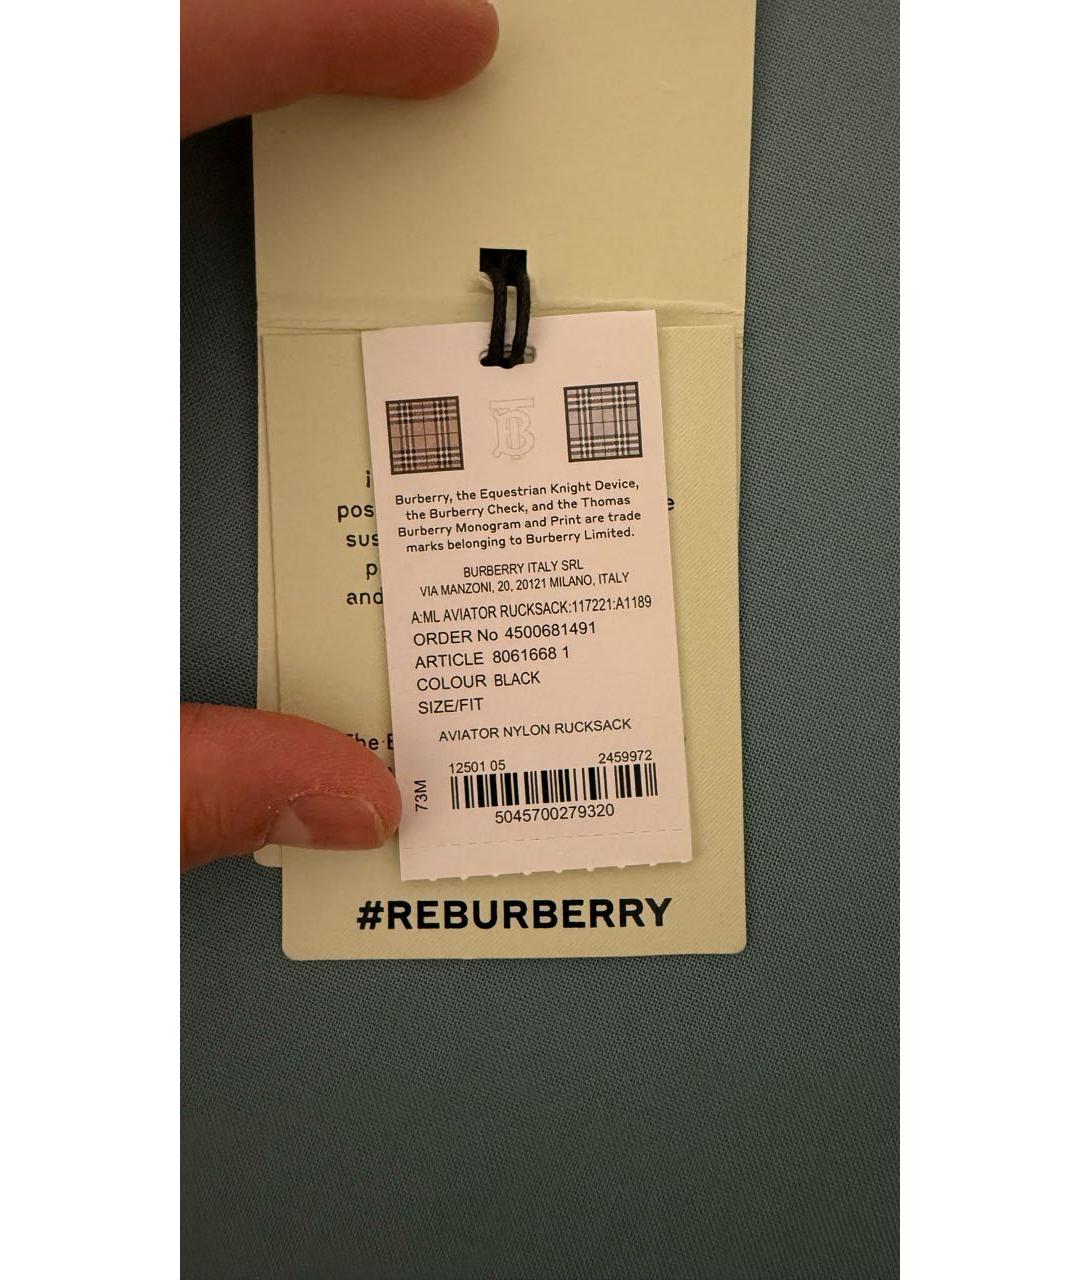 Burberry, the Equestrian Knight Device,
the Burberry Check, and the Thomas
Burberry Monogram and Print are trade
marks belonging to Burberry Limited.
BURBERRY ITALY SRL
VIA MANZONI, 20, 20121 MILANO, ITALY
A:ML AVIATOR RUCKSACK:117221:A1189
ORDER No 4500681491
ARTICLE 8061668 1
COLOUR BLACK
SIZE/FIT
AVIATOR NYLON RUCKSACK
12501 05 2459972
73M
5045700279320
#REBURBERRY